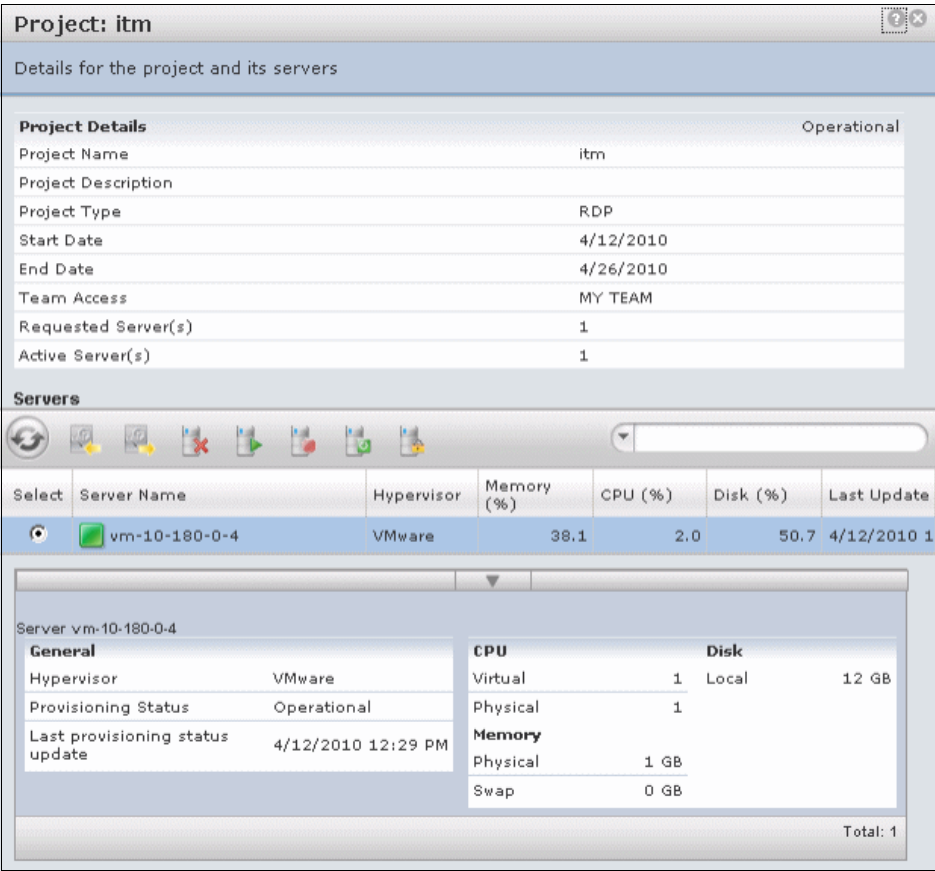 Project: itm
?
Details for the project and its servers
Project Details Operational
Project Name itm
Project Description
Project Type RDP
Start Date 4/12/2010
End Date 4/26/2010
Team Access MY TEAM
Requested Server(s) 1
Active Server(s) 1
Servers
Select Server Name Hypervisor Memory (%) CPU (%) Disk (%) Last Update
vm-10-180-0-4 VMware 38.1 2.0 50.7 4/12/2010 1
Server vm-10-180-0-4
General
Hypervisor VMware
Provisioning Status Operational
Last provisioning status update 4/12/2010 12:29 PM
CPU
Virtual 1
Physical 1
Memory
Physical 1 GB
Swap 0 GB
Disk
Local 12 GB
Total: 1